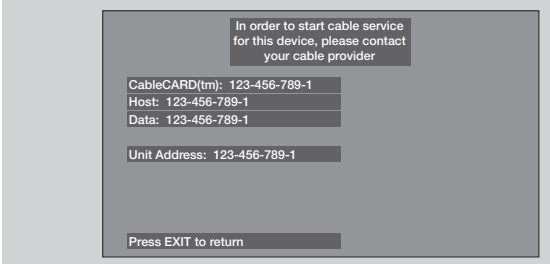 In order to start cable service
for this device, please contact
your cable provider
CableCARD(tm): 123-456-789-1
Host: 123-456-789-1
Data: 123-456-789-1
Unit Address: 123-456-789-1
Press EXIT to return